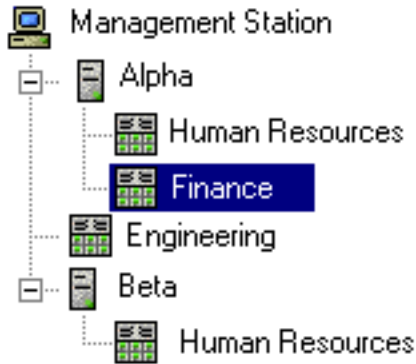 Management Station
Alpha
Human Resources
Finance
Engineering
Beta
Human Resources